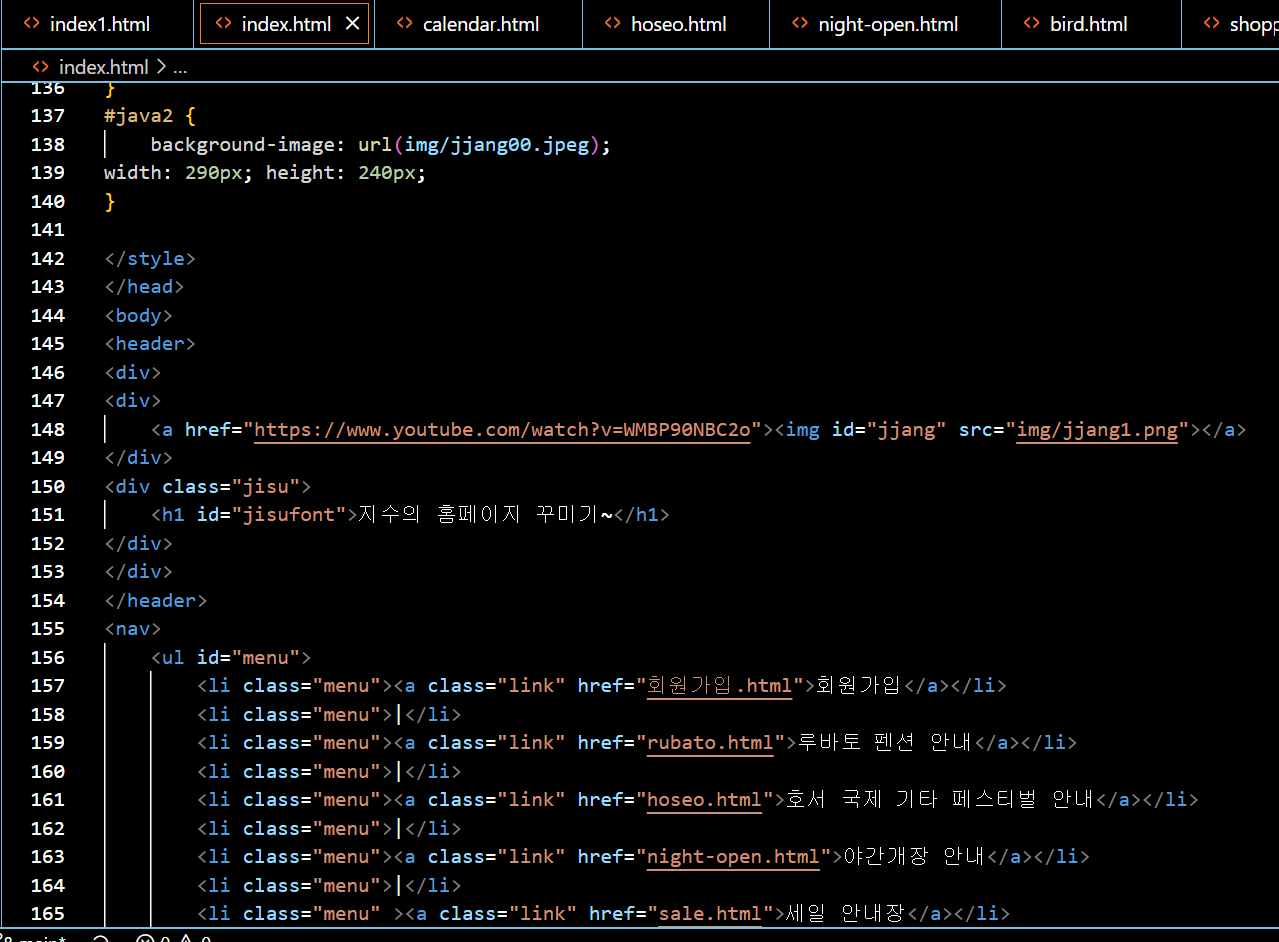 index1.html index.html calendar.html hoseo.html night-open.html bird.html shopp
index.html > ...
136 }
137 #java2 {
138 background-image: url(img/jjang00.jpeg);
139 width: 290px; height: 240px;
140 }
141
142 </style>
143 </head>
144 <body>
145 <header>
146 <div>
147 <div>
148 <a href="https://www.youtube.com/watch?v=WMBP90NBC2o"><img id="jjang" src="img/jjang1.png"></a>
149 </div>
150 <div class="jisu">
151 <h1 id="jisufont">지수의 홈페이지 꾸미기~</h1>
152 </div>
153 </div>
154 </header>
155 <nav>
156 <ul id="menu">
157 <li class="menu"><a class="link" href="회원가입.html">회원가입</a></li>
158 <li class="menu">|</li>
159 <li class="menu"><a class="link" href="rubato.html">루바토 펜션 안내</a></li>
160 <li class="menu">|</li>
161 <li class="menu"><a class="link" href="hoseo.html">호서 국제 기타 페스티벌 안내</a></li>
162 <li class="menu">|</li>
163 <li class="menu"><a class="link" href="night-open.html">야간개장 안내</a></li>
164 <li class="menu">|</li>
165 <li class="menu" ><a class="link" href="sale.html">세일 안내장</a></li>
main* 0 0